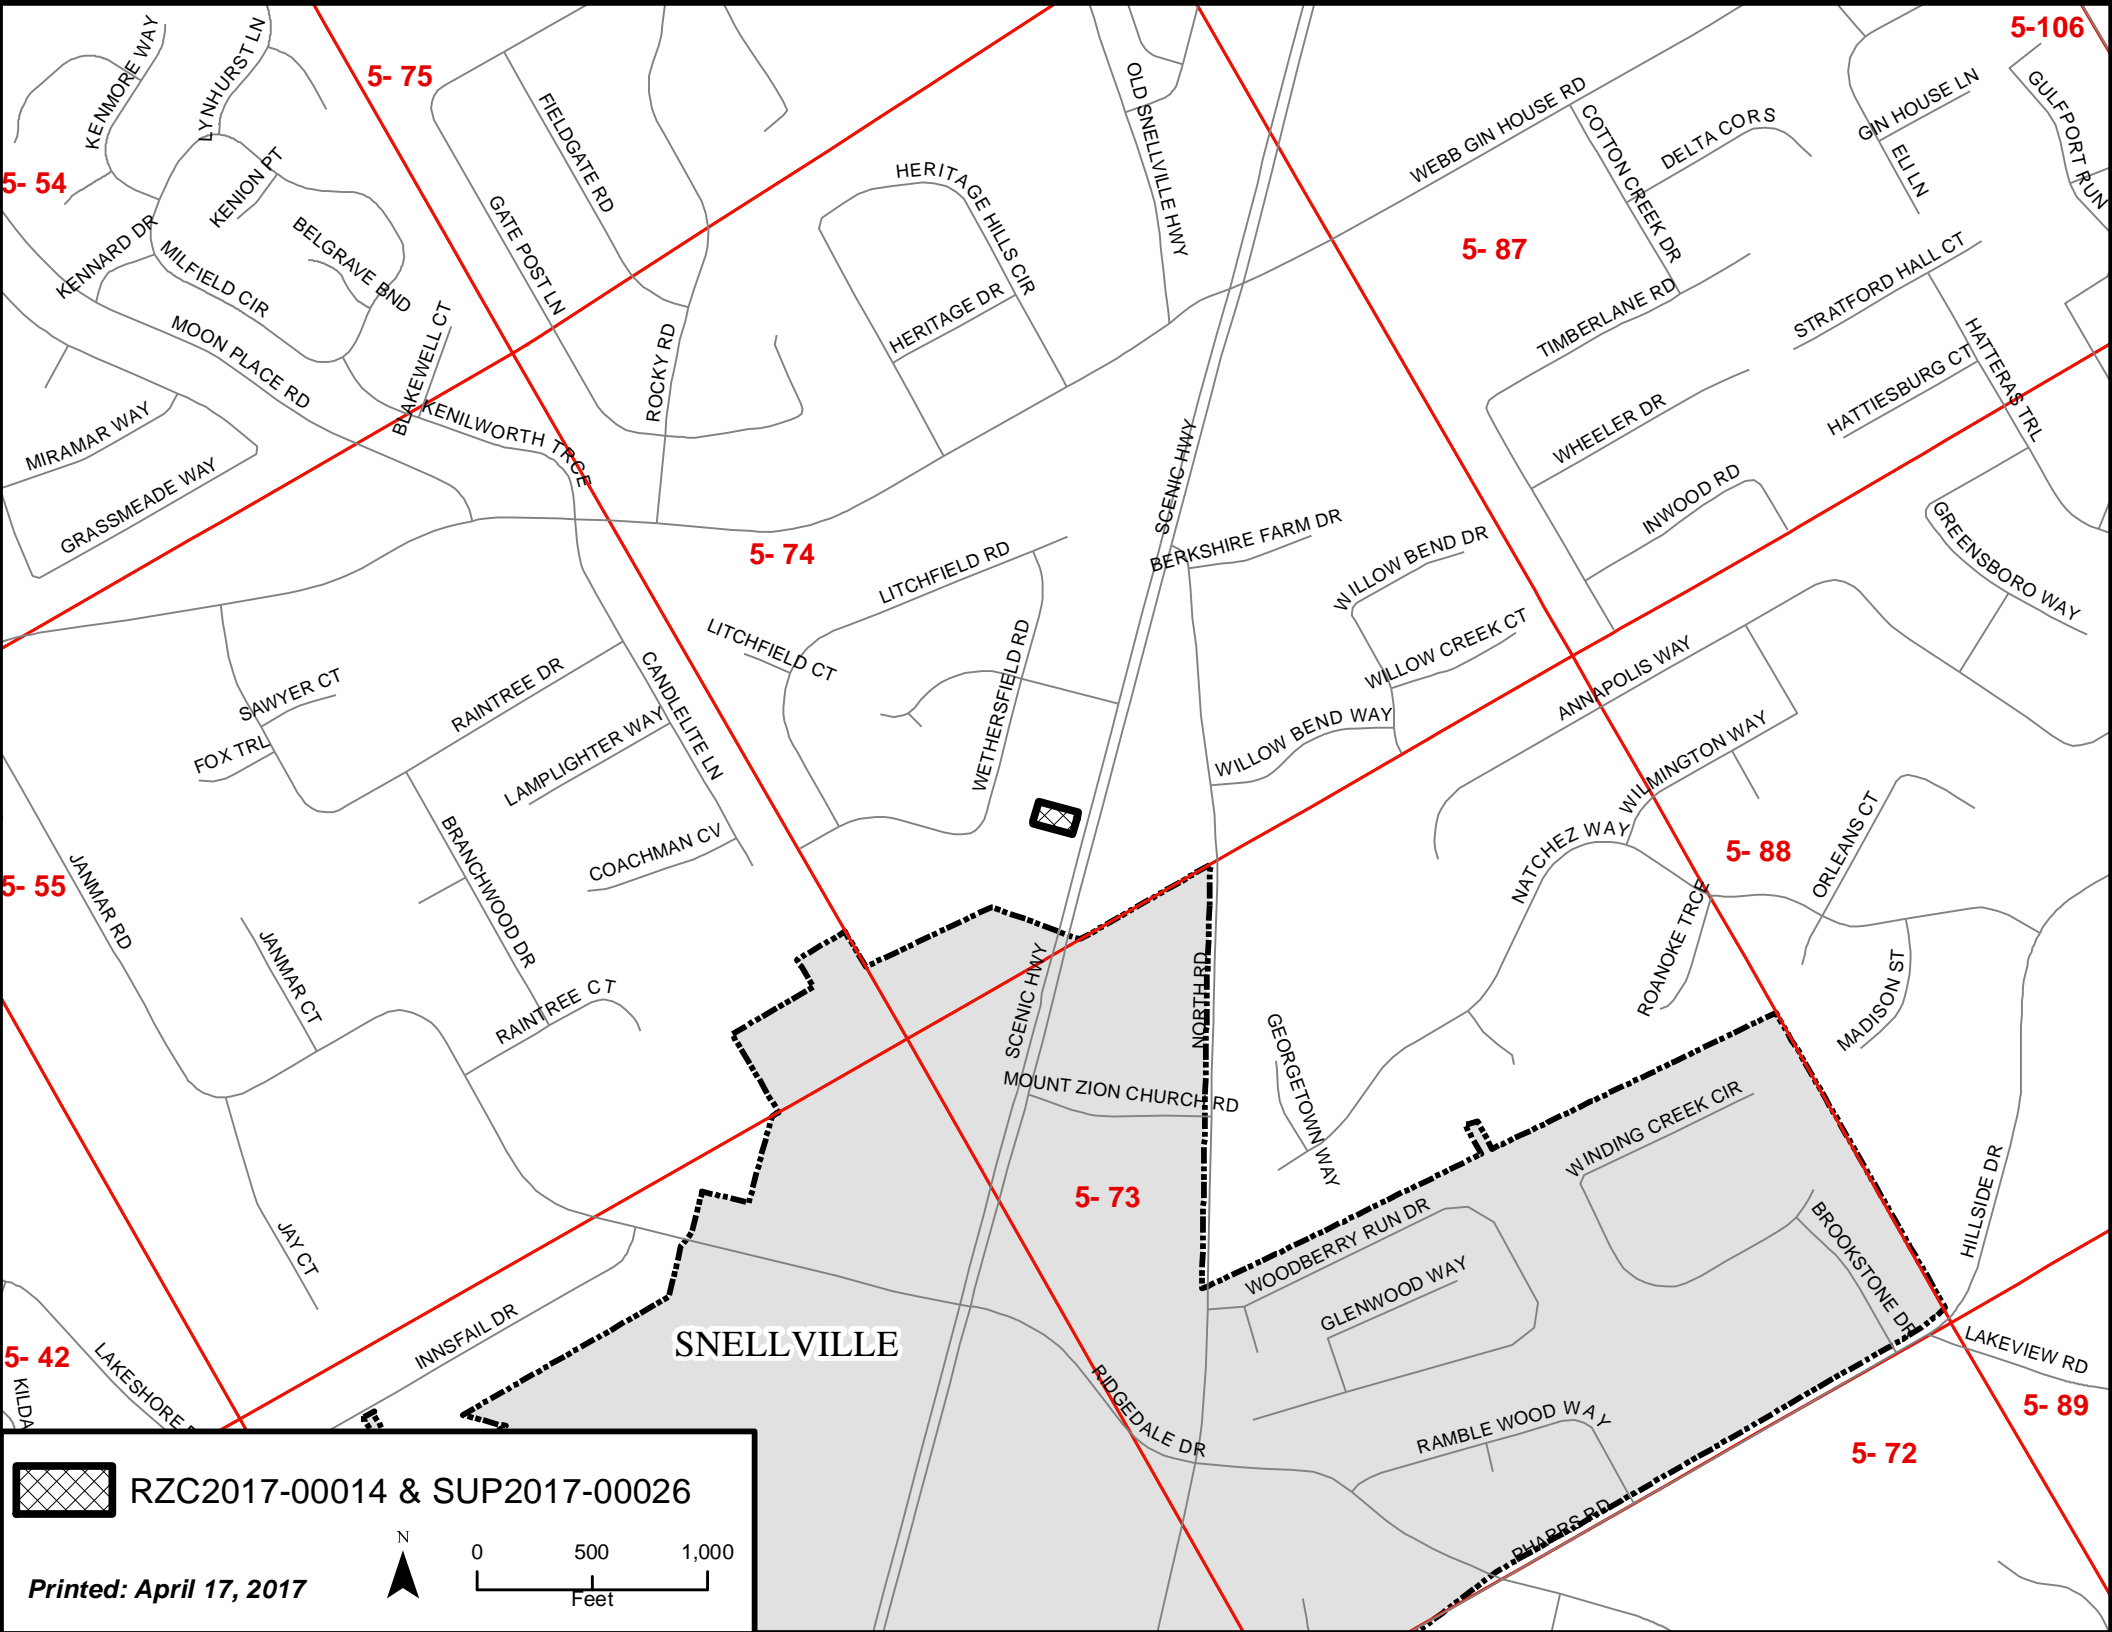 5-106
5- 75
KENMORE WAY
LYNHURST LN
FIELDGATE RD
OLD SNELLVILLE HWY
WEBB GIN HOUSE RD
COTTON CREEK DR
DELTA CORS
GIN HOUSE LN
GULFPORT RUN
ELI LN
5- 54
KENION PT
KENNARD DR
MILFIELD CIR
BELGRAVE BND
GATE POST LN
HERITAGE HILLS CIR
HERITAGE DR
5- 87
TIMBERLANE RD
STRATFORD HALL CT
HATTERAS TRL
HATTIESBURG CT
MOON PLACE RD
BLAKEWELL CT
KENILWORTH TRCE
ROCKY RD
MIRAMAR WAY
GRASSMEADE WAY
SCENIC HWY
WHEELER DR
INWOOD RD
GREENSBORO WAY
5- 74
LITCHFIELD RD
BERKSHIRE FARM DR
WILLOW BEND DR
WILLOW CREEK CT
LITCHFIELD CT
WETHERSFIELD RD
WILLOW BEND WAY
ANNAPOLIS WAY
WILMINGTON WAY
SAWYER CT
FOX TRL
RAINTREE DR
LAMPLIGHTER WAY
CANDLELITE LN
COACHMAN CV
BRANCHWOOD DR
NATCHEZ WAY
5- 88
ORLEANS CT
5- 55
JANMAR RD
JANMAR CT
RAINTREE CT
SCENIC HWY
NORTH RD
ROANOKE TRCE
MADISON ST
GEORGETOWN WAY
MOUNT ZION CHURCH RD
WINDING CREEK CIR
5- 73
JAY CT
WOODBERRY RUN DR
GLENWOOD WAY
BROOKSTONE DR
HILLSIDE DR
INNSFAIL DR
SNELLVILLE
5- 42
KILDA
LAKESHORE
LAKEVIEW RD
5- 89
RIDGEDALE DR
RAMBLE WOOD WAY
5- 72
PHARRS RD
RZC2017-00014 & SUP2017-00026
N
0 500 1,000
Feet
Printed: April 17, 2017